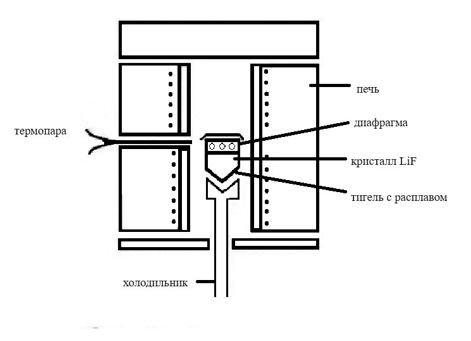 печь
диафрагма
термопара
кристалл LiF
тигель с расплавом
холодильник